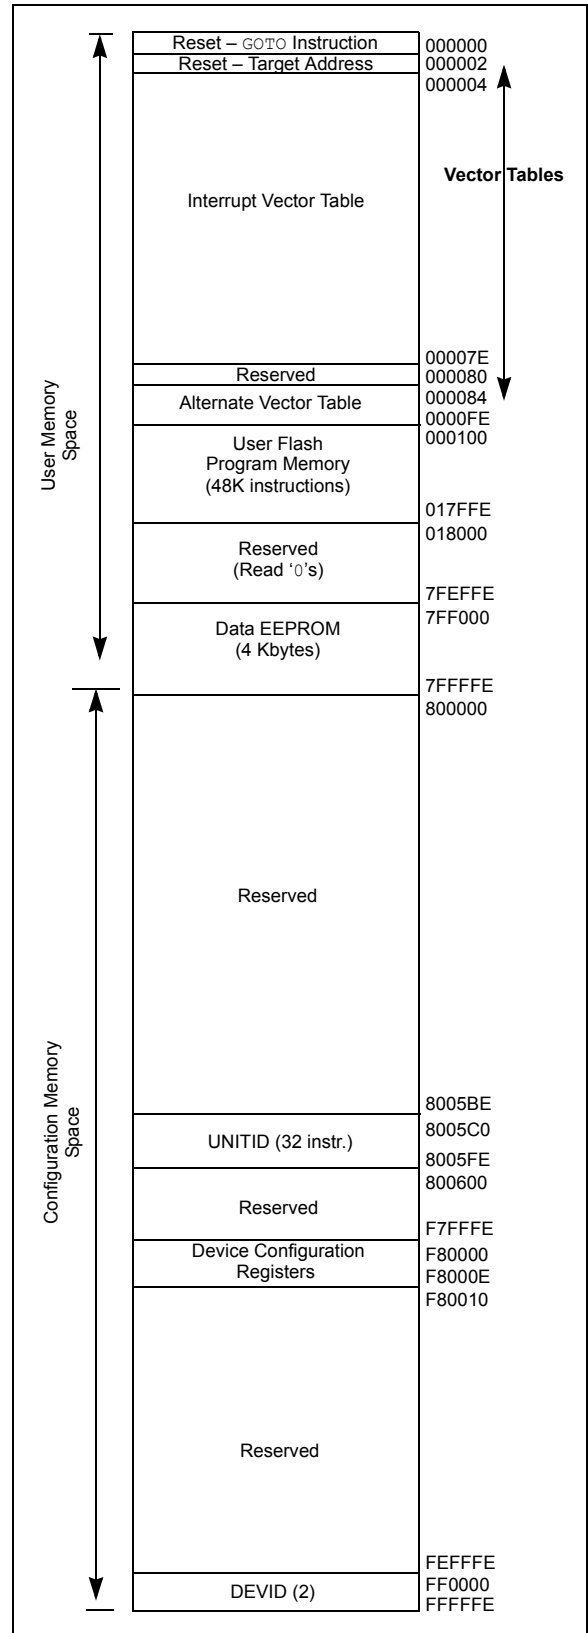 Reset – GOTO Instruction
000000
Reset – Target Address
000002
000004
Vector Tables
Interrupt Vector Table
00007E
Reserved
000080
000084
Alternate Vector Table
0000FE
000100
User Flash
Program Memory
(48K instructions)
017FFE
018000
Reserved
(Read ‘0’s)
7FEFFE
7FF000
Data EEPROM
(4 Kbytes)
7FFFFE
800000
User Memory
Space
Reserved
8005BE
8005C0
UNITID (32 instr.)
8005FE
800600
Reserved
F7FFFE
Device Configuration
Registers
F80000
F8000E
F80010
Configuration Memory
Space
Reserved
FEFFFE
FF0000
DEVID (2)
FFFFFE